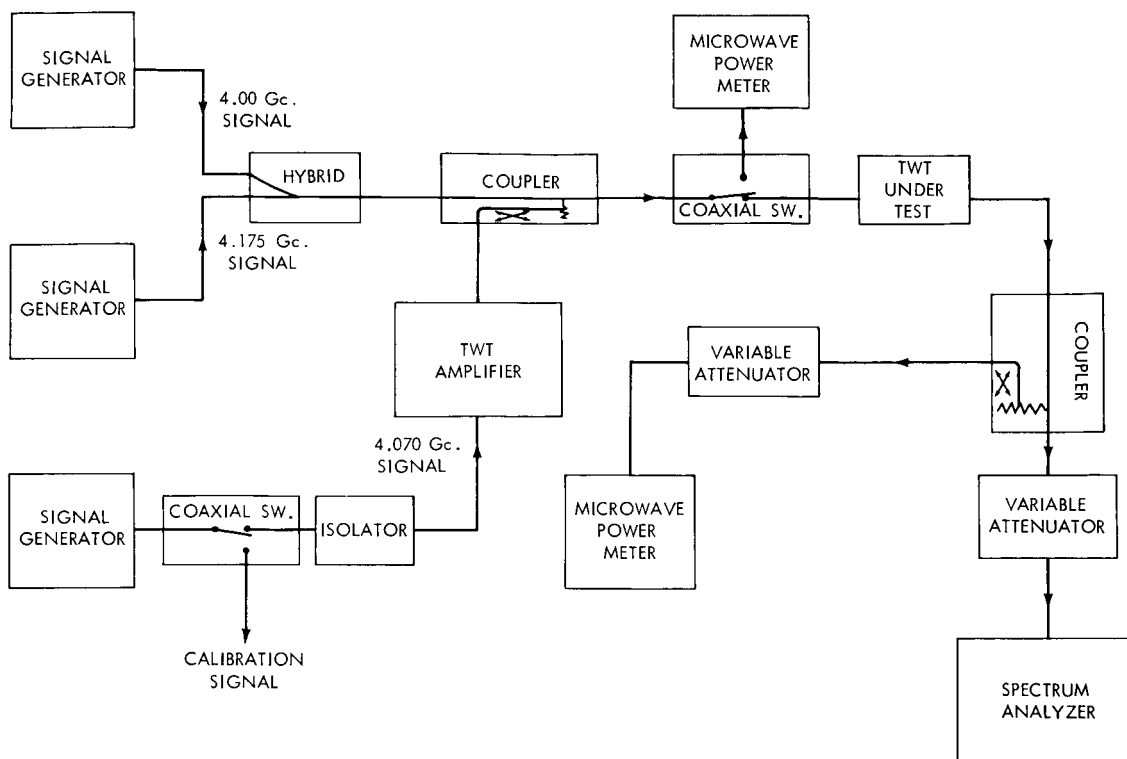 SIGNAL
GENERATOR
4.00 Gc.
SIGNAL
HYBRID
4.175 Gc.
SIGNAL
SIGNAL
GENERATOR
COUPLER
MICROWAVE
POWER
METER
COAXIAL SW.
TWT
UNDER
TEST
COUPLER
VARIABLE
ATTENUATOR
TWT
AMPLIFIER
4.070 Gc.
SIGNAL
SIGNAL
GENERATOR
COAXIAL SW.
ISOLATOR
CALIBRATION
SIGNAL
MICROWAVE
POWER
METER
VARIABLE
ATTENUATOR
SPECTRUM
ANALYZER